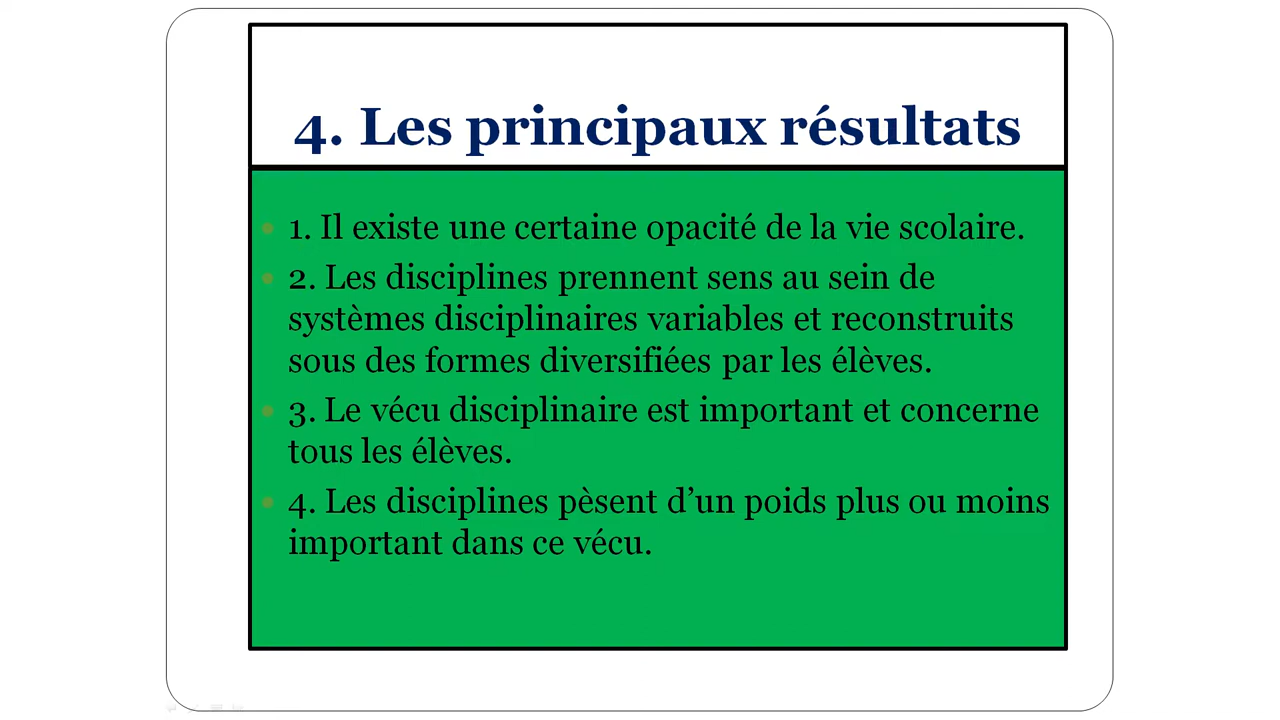 4. Les principaux résultats
1. Il existe une certaine opacité de la vie scolaire.
2. Les disciplines prennent sens au sein de
systèmes disciplinaires variables et reconstruits
sous des formes diversifiées par les élèves.
3. Le vécu disciplinaire est important et concerne
tous les élèves.
4. Les disciplines pèsent d’un poids plus ou moins
important dans ce vécu.